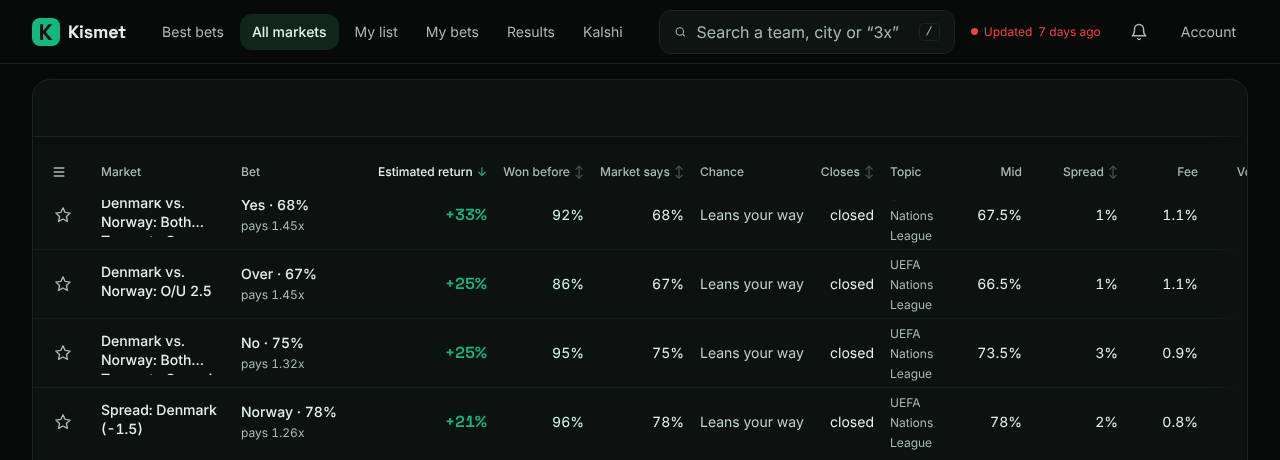 Kismet
Best bets
All markets
My list
My bets
Results
Kalshi
Search a team, city or “3x”
/
Updated 7 days ago
Account
Market
Bet
Estimated return ↓
Won before
Market says
Chance
Closes
Topic
Mid
Spread
Fee
Denmark vs.
Norway: Both...
Yes · 68%
pays 1.45x
+33%
92%
68%
Leans your way
closed
Nations
League
67.5%
1%
1.1%
Denmark vs.
Norway: O/U 2.5
Over · 67%
pays 1.45x
+25%
86%
67%
Leans your way
closed
UEFA
Nations
League
66.5%
1%
1.1%
Denmark vs.
Norway: Both...
No · 75%
pays 1.32x
+25%
95%
75%
Leans your way
closed
UEFA
Nations
League
73.5%
3%
0.9%
Spread: Denmark
(-1.5)
Norway · 78%
pays 1.26x
+21%
96%
78%
Leans your way
closed
UEFA
Nations
League
78%
2%
0.8%